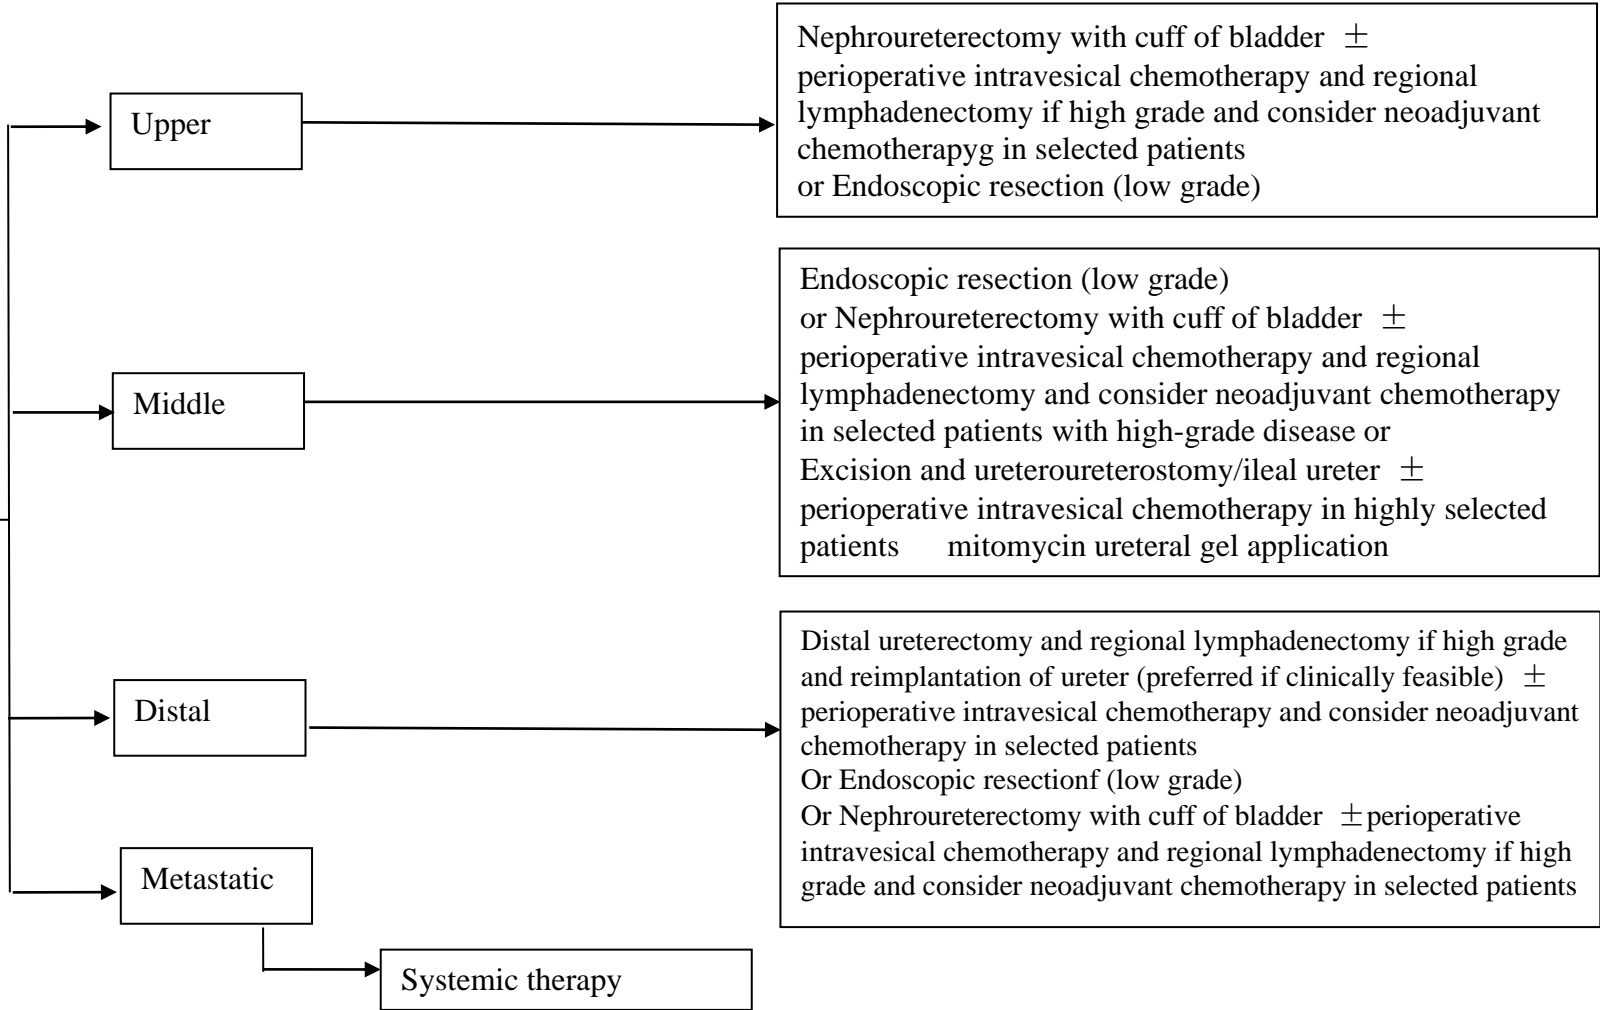 Upper
Nephroureterectomy with cuff of bladder ±
perioperative intravesical chemotherapy and regional
lymphadenectomy if high grade and consider neoadjuvant
chemotherapyg in selected patients
or Endoscopic resection (low grade)
Middle
Endoscopic resection (low grade)
or Nephroureterectomy with cuff of bladder ±
perioperative intravesical chemotherapy and regional
lymphadenectomy and consider neoadjuvant chemotherapy
in selected patients with high-grade disease or
Excision and ureteroureterostomy/ileal ureter ±
perioperative intravesical chemotherapy in highly selected
patients mitomycin ureteral gel application
Distal
Distal ureterectomy and regional lymphadenectomy if high grade
and reimplantation of ureter (preferred if clinically feasible) ±
perioperative intravesical chemotherapy and consider neoadjuvant
chemotherapy in selected patients
Or Endoscopic resectionf (low grade)
Or Nephroureterectomy with cuff of bladder ±perioperative
intravesical chemotherapy and regional lymphadenectomy if high
grade and consider neoadjuvant chemotherapy in selected patients
Metastatic
Systemic therapy